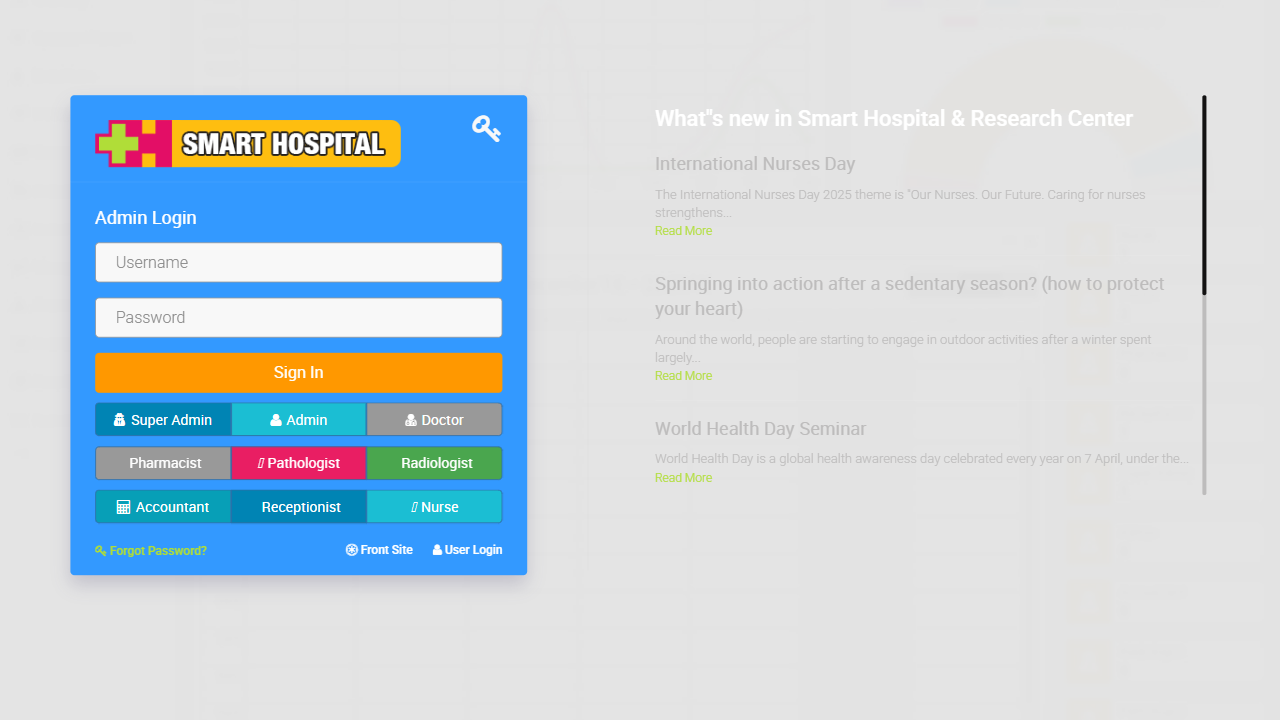 SMART HOSPITAL
Admin Login
Username
Password
Sign In
Super Admin
Admin
Doctor
Pharmacist
Pathologist
Radiologist
Accountant
Receptionist
Nurse
Forgot Password?
Front Site
User Login
What"s new in Smart Hospital & Research Center
International Nurses Day
The International Nurses Day 2025 theme is "Our Nurses. Our Future. Caring for nurses
strengthens...
Read More
Springing into action after a sedentary season? (how to protect
your heart)
Around the world, people are starting to engage in outdoor activities after a winter spent
largely...
Read More
World Health Day Seminar
World Health Day is a global health awareness day celebrated every year on 7 April, under the...
Read More